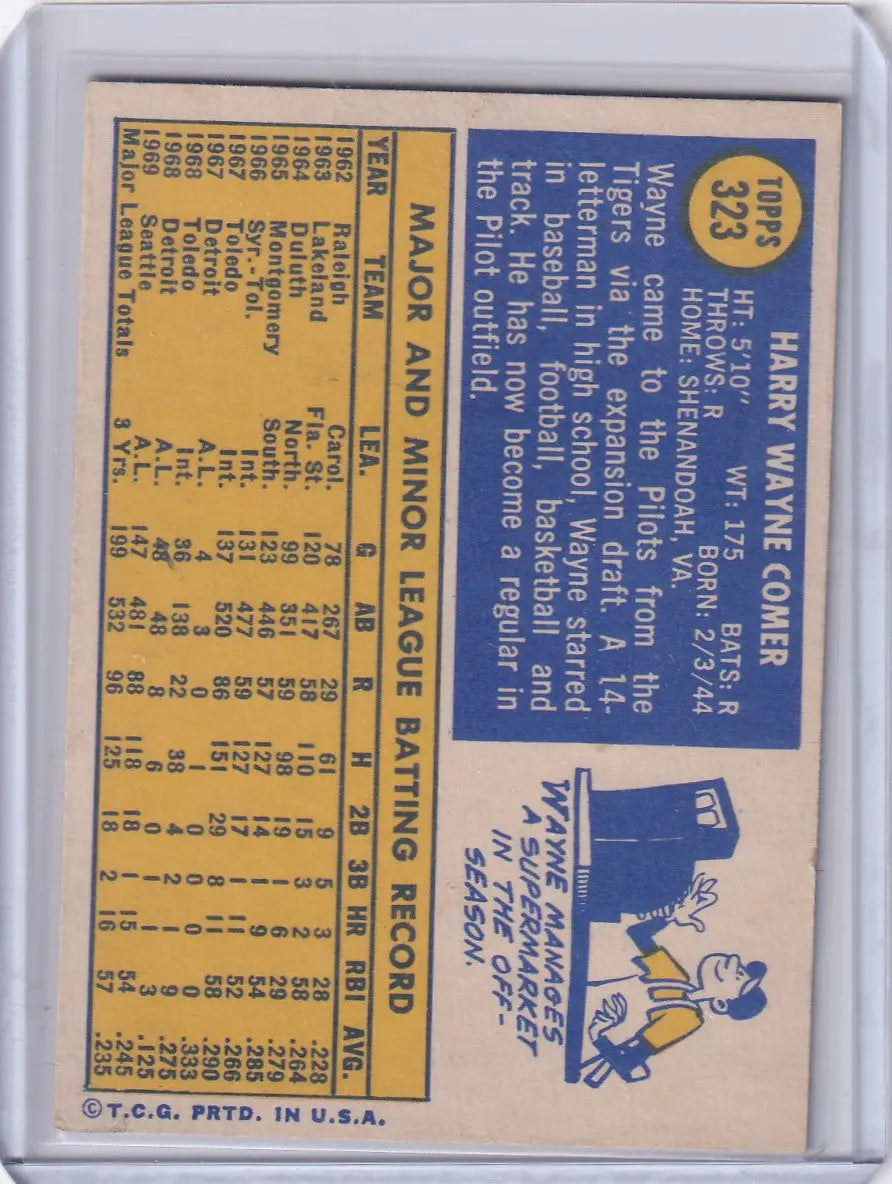 TOPPS
323
HARRY WAYNE COMER
HT: 5'10" WT: 175 BATS: R
THROWS: R BORN: 2/3/44
HOME: SHENANDOAH, VA.
Wayne came to the Pilots from the
Tigers via the expansion draft. A 14-
letterman in high school, Wayne starred
in baseball, football, basketball and
track. He has now become a regular in
the Pilot outfield.
WAYNE MANAGES
A SUPERMARKET
IN THE OFF-
SEASON.
MAJOR AND MINOR LEAGUE BATTING RECORD
YEAR TEAM LEA. G AB R H 2B 3B HR RBI AVG.
1962 Raleigh Carol. 78 267 29 61 9 5 3 28 .228
1963 Lakeland Fla. St. 120 417 58 110 15 3 2 58 .264
1964 Duluth North. 99 351 59 98 19 1 6 29 .279
1965 Montgomery South. 123 446 57 127 14 1 9 54 .285
1966 Syr.-Tol. Int. 131 477 59 127 17 1 11 52 .266
1967 Toledo Int. 137 520 86 151 29 8 11 58 .290
1967 Detroit A.L. 4 3 0 1 0 0 0 0 .333
1968 Toledo Int. 36 138 22 38 4 2 1 9 .275
1968 Detroit A.L. 48 48 8 6 0 1 1 3 .125
1969 Seattle A.L. 147 481 88 118 18 1 15 54 .245
Major League Totals 3 Yrs. 199 532 96 125 18 2 16 57 .235
© T.C.G. PRTD. IN U.S.A.